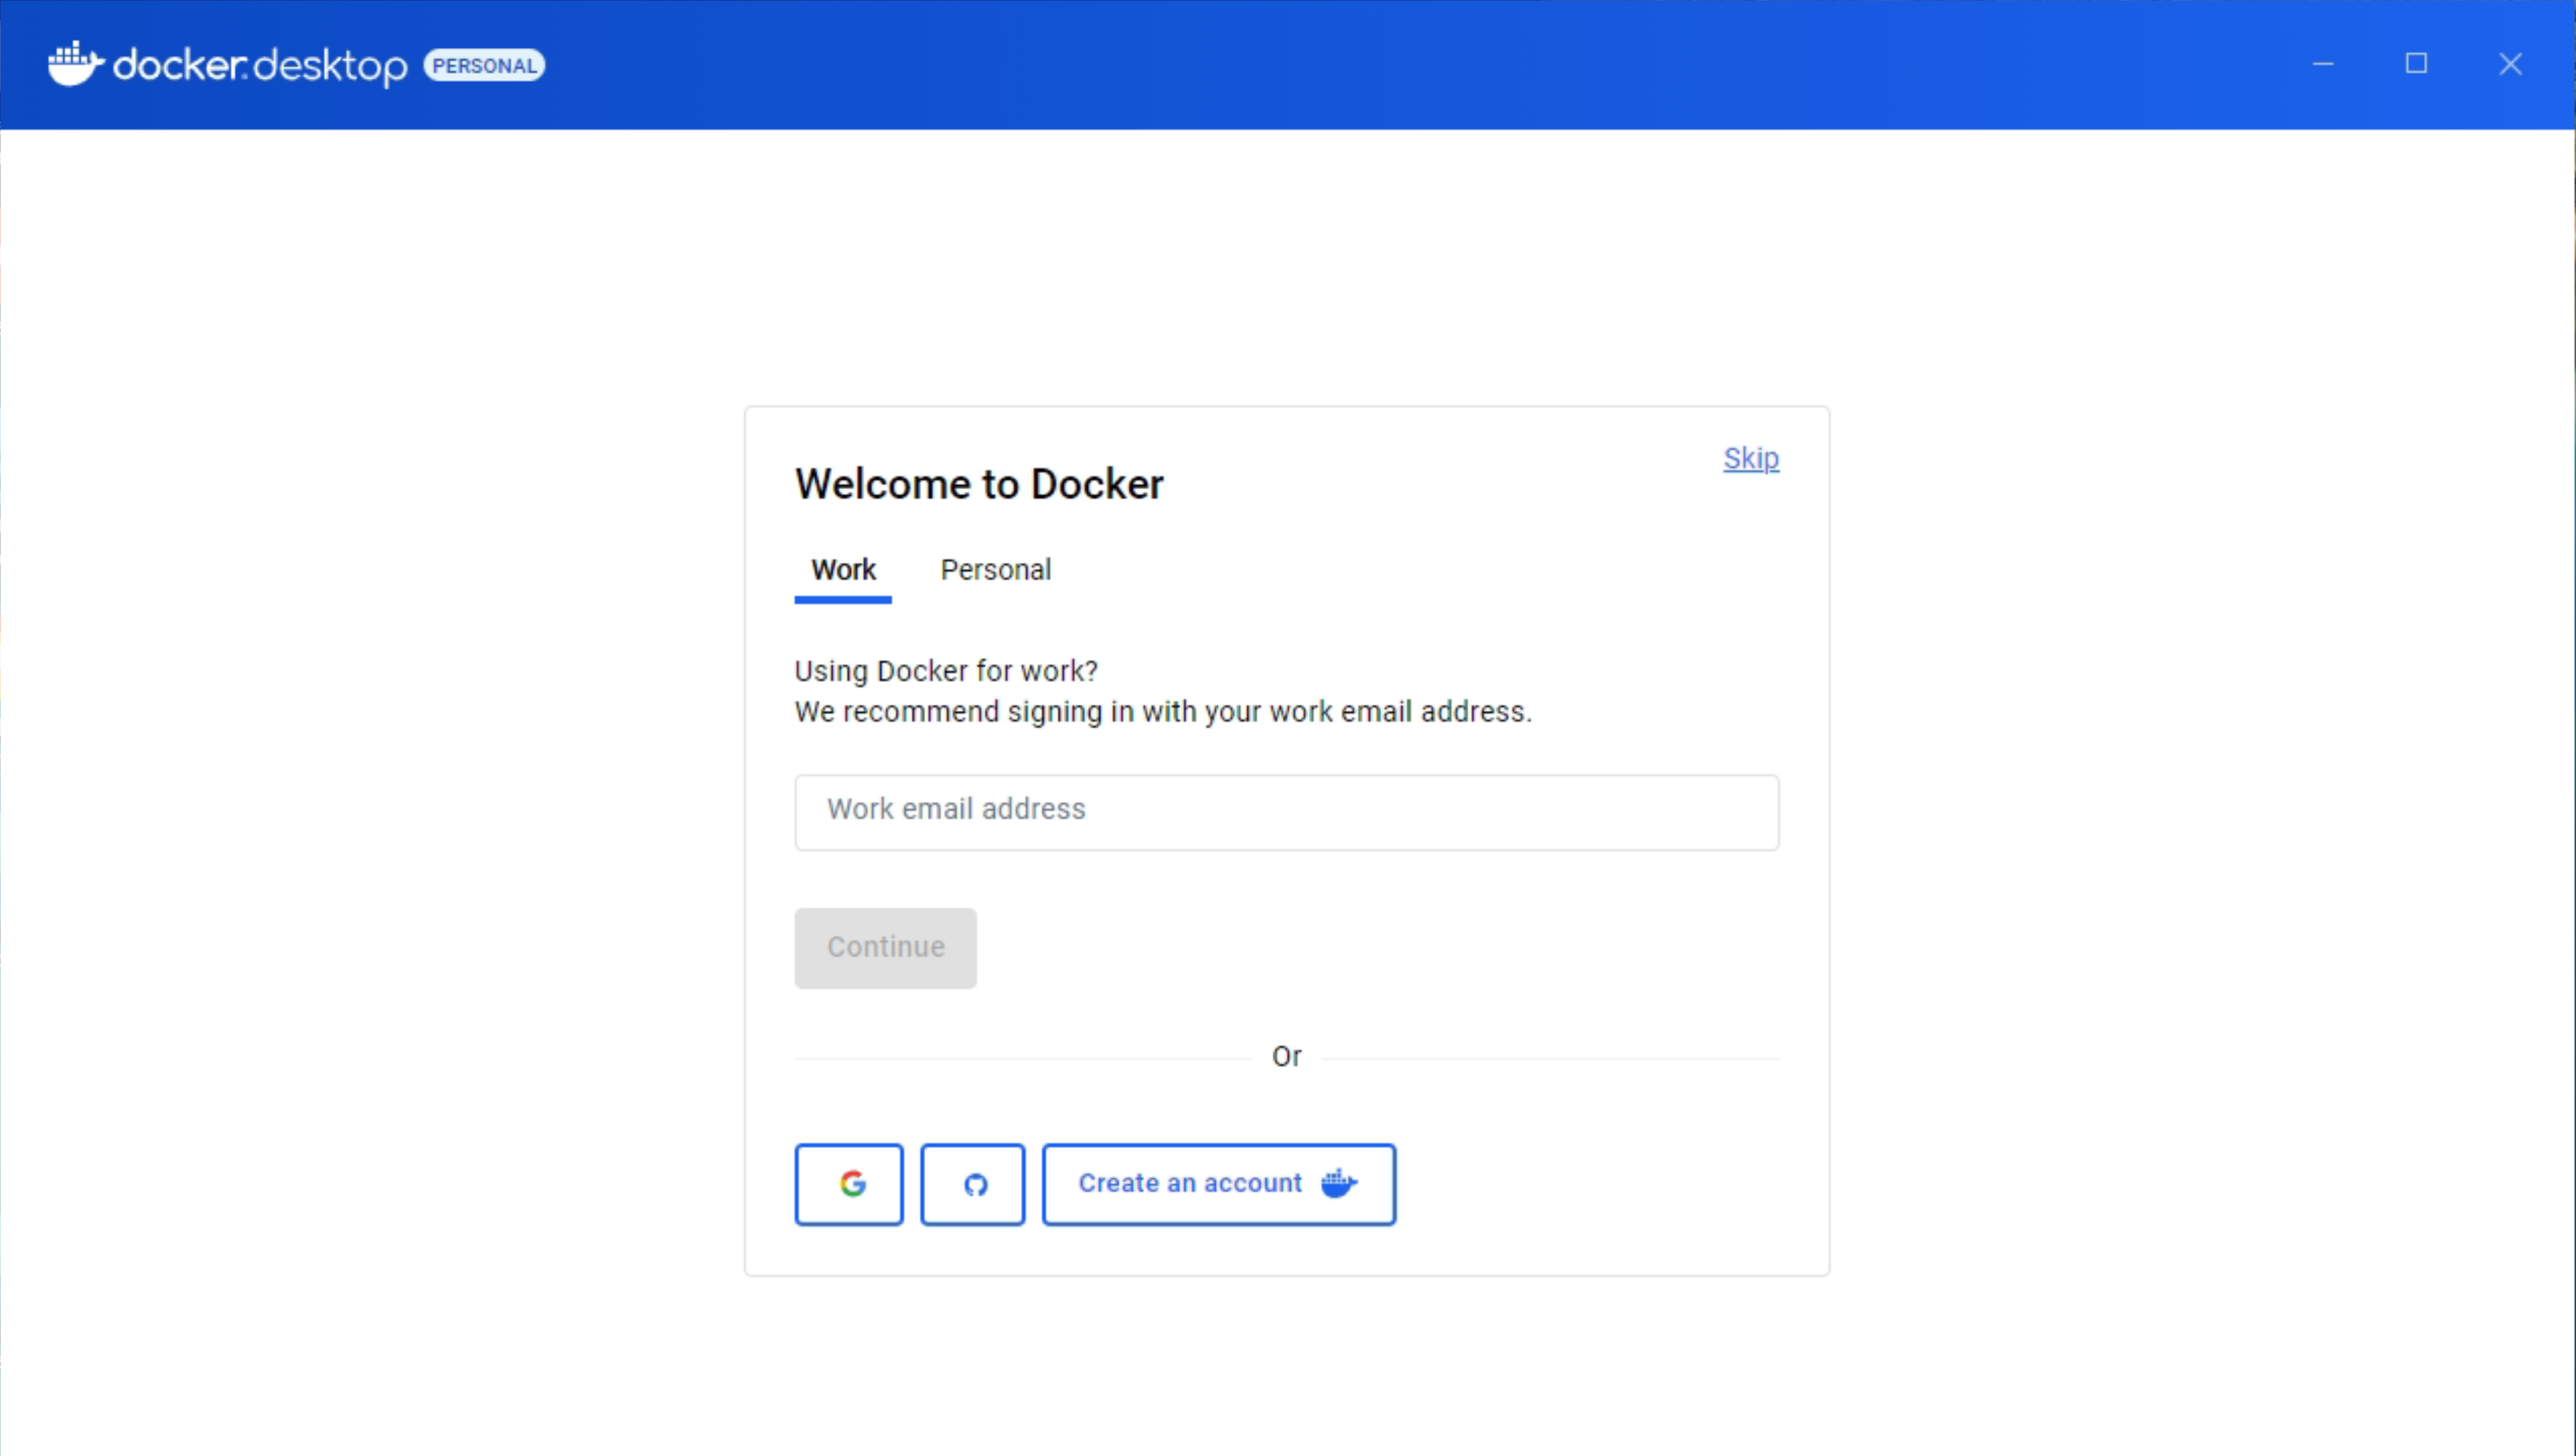 docker.desktop PERSONAL
Skip
Welcome to Docker
Work Personal
Using Docker for work?
We recommend signing in with your work email address.
Work email address
Continue
Or
Create an account